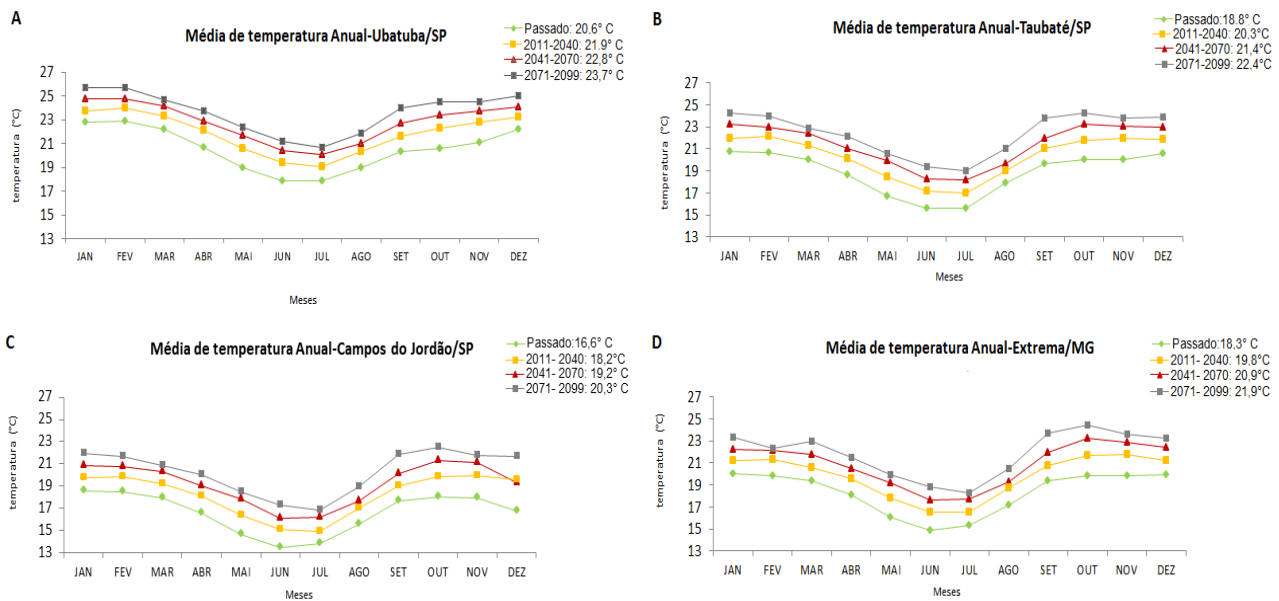 A
Média de temperatura Anual-Ubatuba/SP
Passado: 20,6° C
2011-2040: 21.9° C
2041-2070: 22,8° C
2071-2099: 23,7° C
temperatura (°C)
27
25
23
21
19
17
15
13
JAN FEV MAR ABR MAI JUN JUL AGO SET OUT NOV DEZ
Meses
B
Média de temperatura Anual-Taubaté/SP
Passado:18.8° C
2011-2040: 20,3°C
2041-2070: 21,4°C
2071-2099: 22.4°C
temperatura (°C)
27
25
23
21
19
17
15
13
JAN FEV MAR ABR MAI JUN JUL AGO SET OUT NOV DEZ
Meses
C
Média de temperatura Anual-Campos do Jordão/SP
Passado:16,6° C
2011- 2040: 18,2°C
2041- 2070: 19,2° C
2071- 2099: 20,3° C
temperatura (°C)
27
25
23
21
19
17
15
13
JAN FEV MAR ABR MAI JUN JUL AGO SET OUT NOV DEZ
Meses
D
Média de temperatura Anual-Extrema/MG
Passado:18,3° C
2011- 2040: 19,8°C
2041- 2070: 20,9°C
2071- 2099: 21,9°C
temperatura (°C)
27
25
23
21
19
17
15
13
JAN FEV MAR ABR MAI JUN JUL AGO SET OUT NOV DEZ
Meses